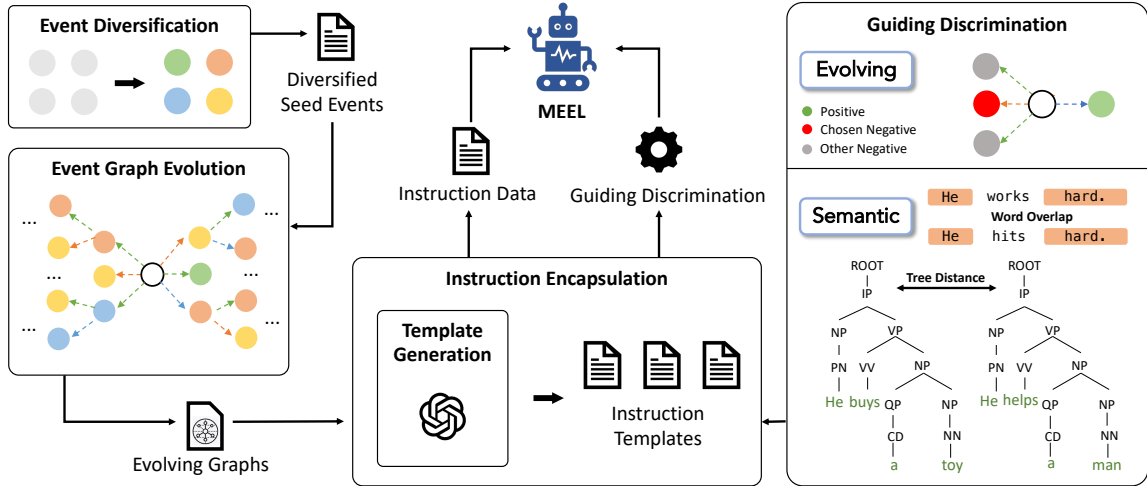 Event Diversification
Diversified
Seed Events
MEEL
Event Graph Evolution
...
...
...
...
...
...
Instruction Data
Guiding Discrimination
Instruction Encapsulation
Template
Generation
Instruction
Templates
Evolving Graphs
Guiding Discrimination
Evolving
Positive
Chosen Negative
Other Negative
Semantic
He works hard.
Word Overlap
He hits hard.
ROOT Tree Distance ROOT
IP IP
NP VP NP VP
PN VV NP PN VV NP
He buys QP NP He helps QP NP
CD NN CD NN
a toy a man